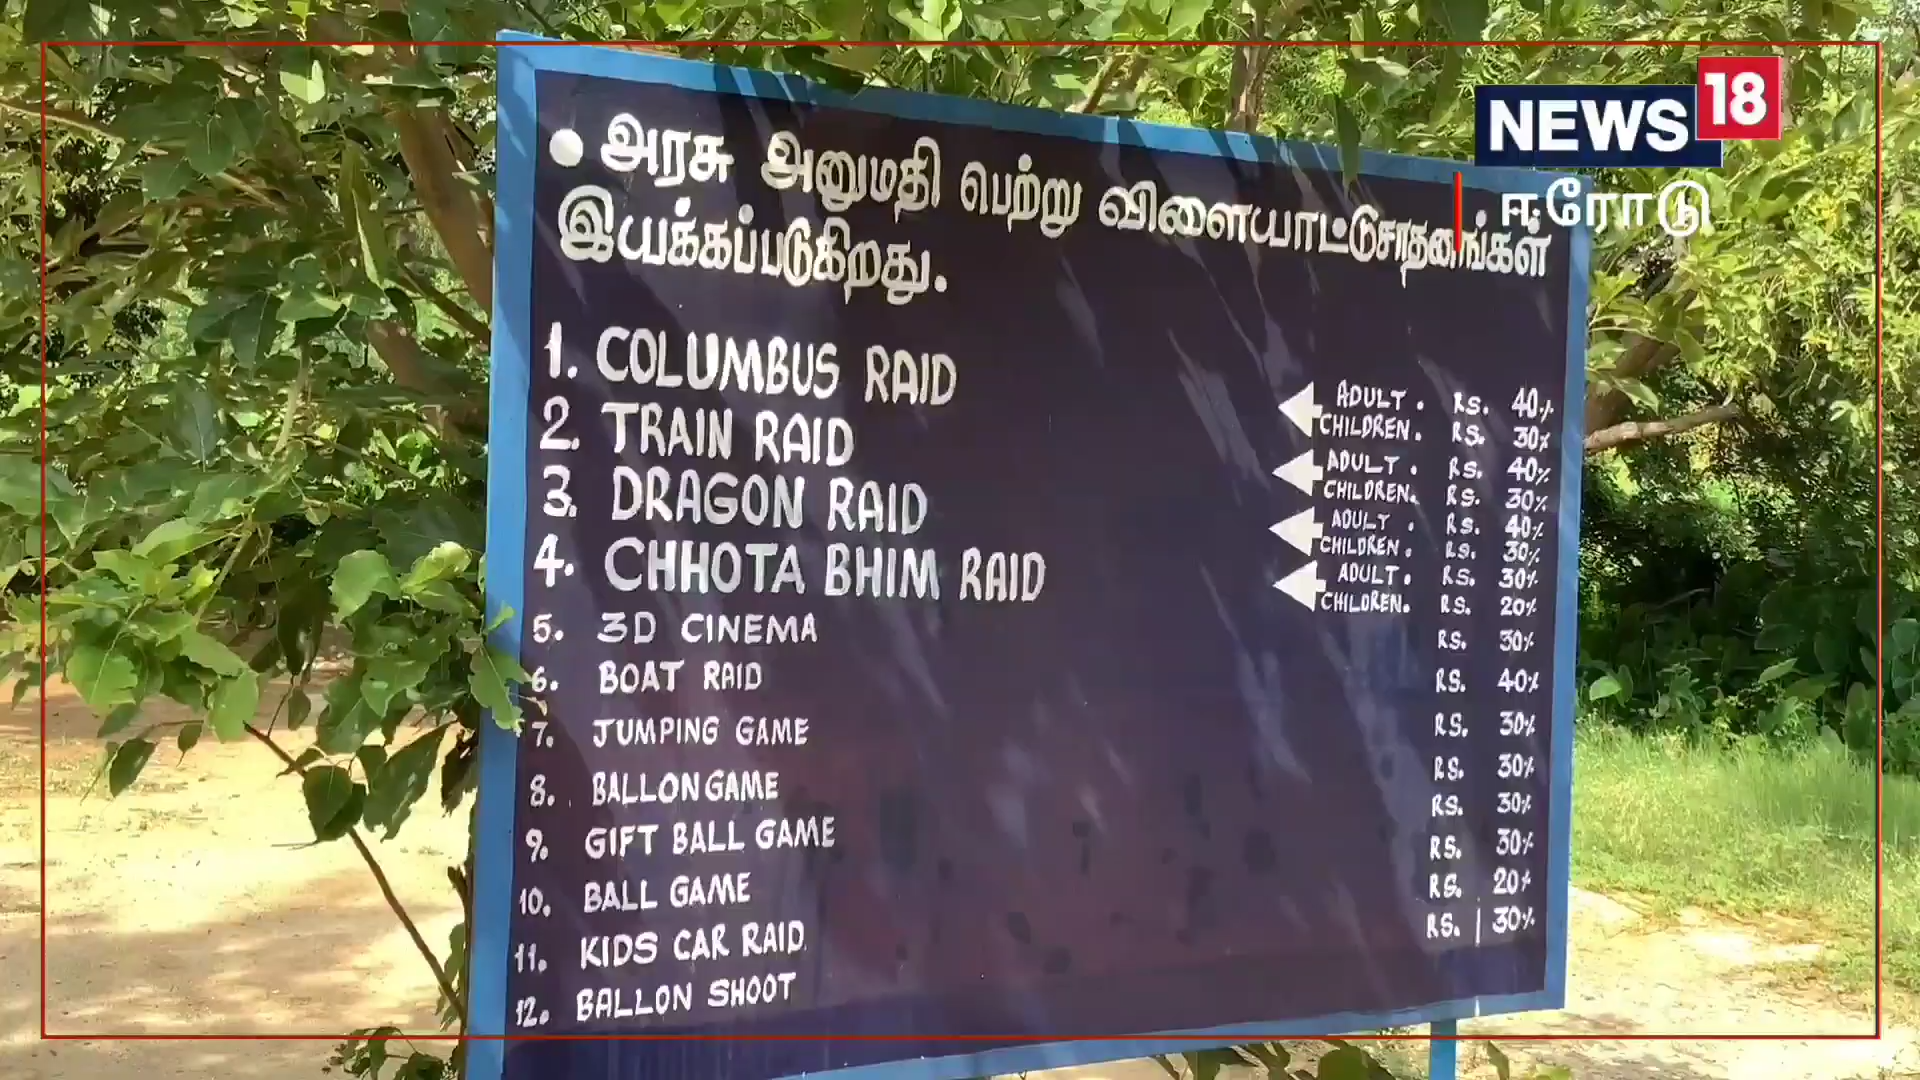 NEWS 18
ஈரோடு
• அரசு அனுமதி பெற்று விளையாட்டுசாதனங்கள்
இயக்கப்படுகிறது.
1. COLUMBUS RAID ADULT. RS. 40%
CHILDREN. RS. 30%
2. TRAIN RAID ADULT. RS. 40%
CHILDREN. RS. 30%
3. DRAGON RAID ADULT. RS. 40%
CHILDREN. RS. 30%
4. CHHOTA BHIM RAID ADULT. RS. 30%
CHILDREN. RS. 20%
5. 3D CINEMA RS. 30%
6. BOAT RAID RS. 40%
7. JUMPING GAME RS. 30%
8. BALLON GAME RS. 30%
9. GIFT BALL GAME RS. 30%
10. BALL GAME RS. 30%
11. KIDS CAR RAID RS. 20%
12. BALLON SHOOT RS. 30%